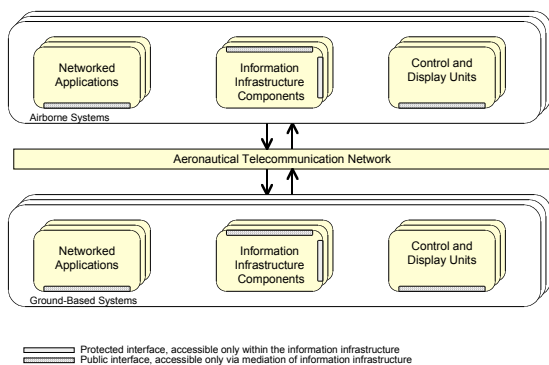 Networked
Applications
Information
Infrastructure
Components
Control and
Display Units
Airborne Systems
Aeronautical Telecommunication Network
Networked
Applications
Information
Infrastructure
Components
Control and
Display Units
Ground-Based Systems
Protected interface, accessible only within the information infrastructure
Public interface, accessible only via mediation of information infrastructure